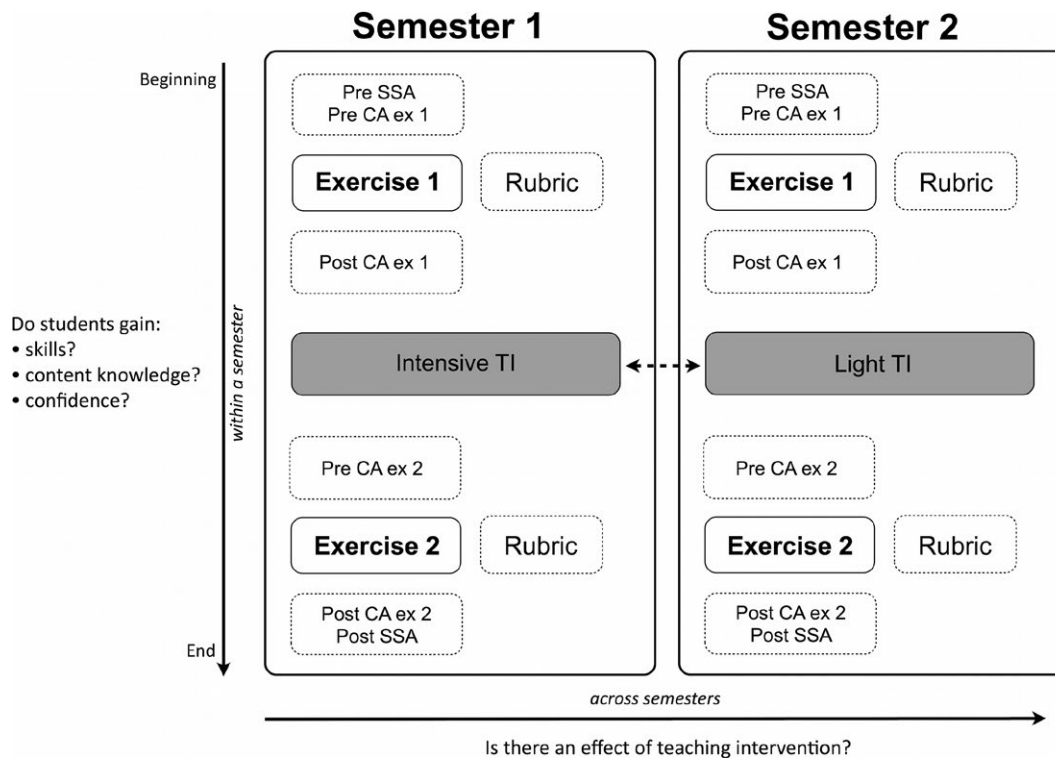 Semester 1
Semester 2
Beginning
Pre SSA
Pre CA ex 1
Exercise 1
Rubric
Post CA ex 1
Intensive TI
Pre CA ex 2
Exercise 2
Rubric
Post CA ex 2
Post SSA
Pre SSA
Pre CA ex 1
Exercise 1
Rubric
Post CA ex 1
Light TI
Pre CA ex 2
Exercise 2
Rubric
Post CA ex 2
Post SSA
Do students gain:
• skills?
• content knowledge?
• confidence?
within a semester
End
across semesters
Is there an effect of teaching intervention?